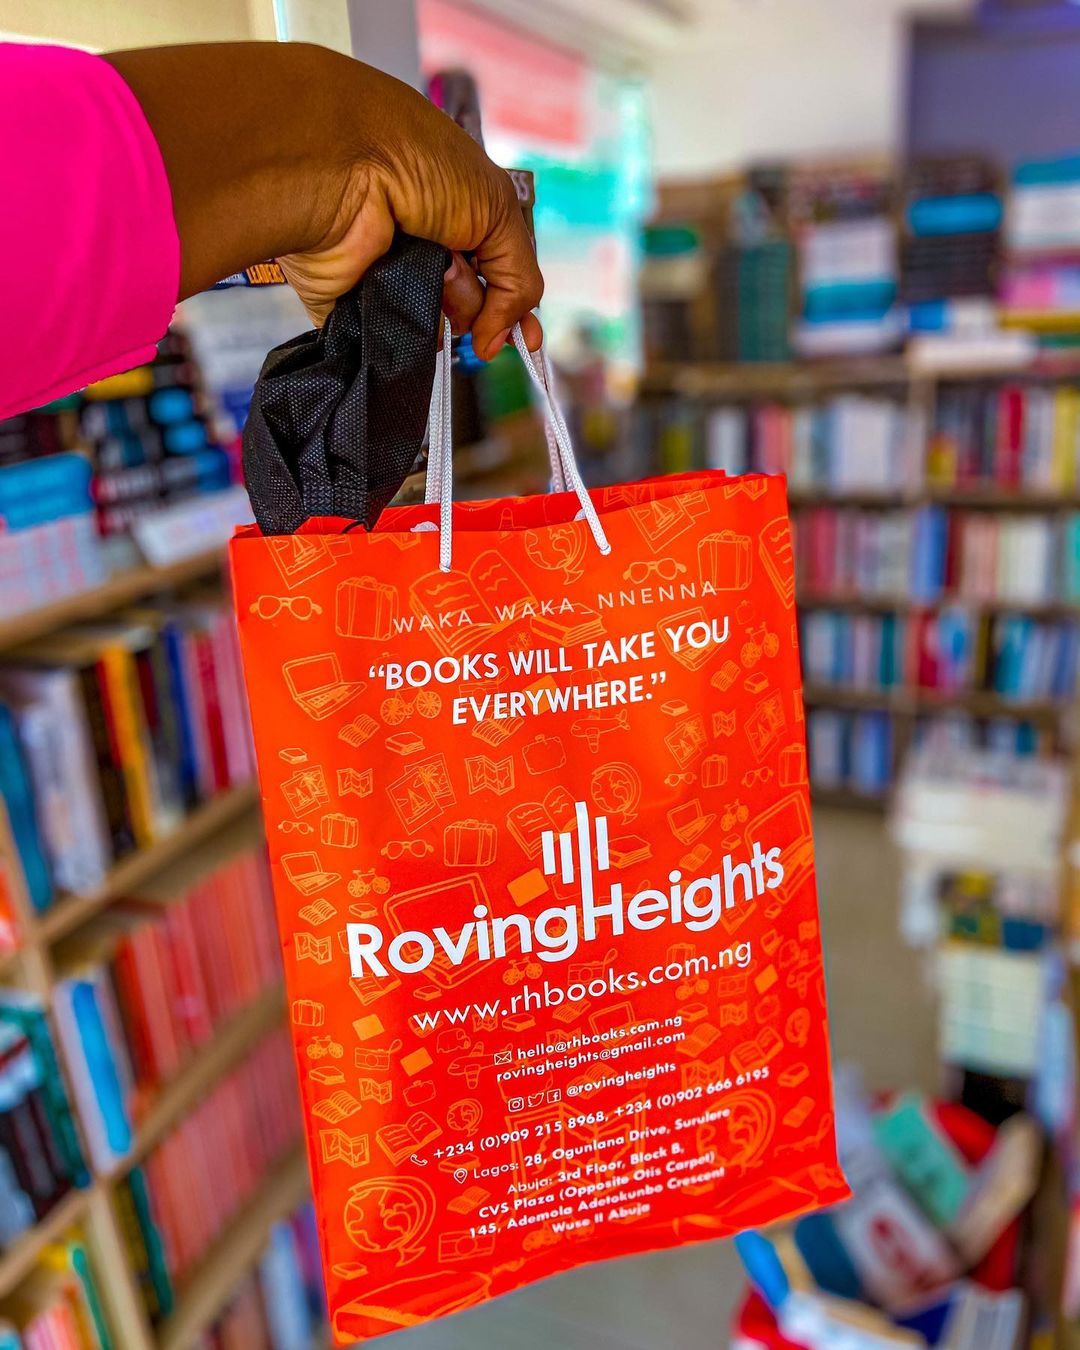 LEADERS
WAKA_WAKA_NNENNA
“BOOKS WILL TAKE YOU
EVERYWHERE.”
RovingHeights
www.rhbooks.com.ng
hello@rhbooks.com.ng
rovingheights@gmail.com
@rovingheights
+234 (0)909 215 8968, +234 (0)902 666 6195
Lagos: 28, Ogunlana Drive, Surulere
Abuja: 3rd Floor, Block B,
CVS Plaza (Opposite Otis Carpet)
145, Ademola Adetokunbo Crescent
Wuse II Abuja